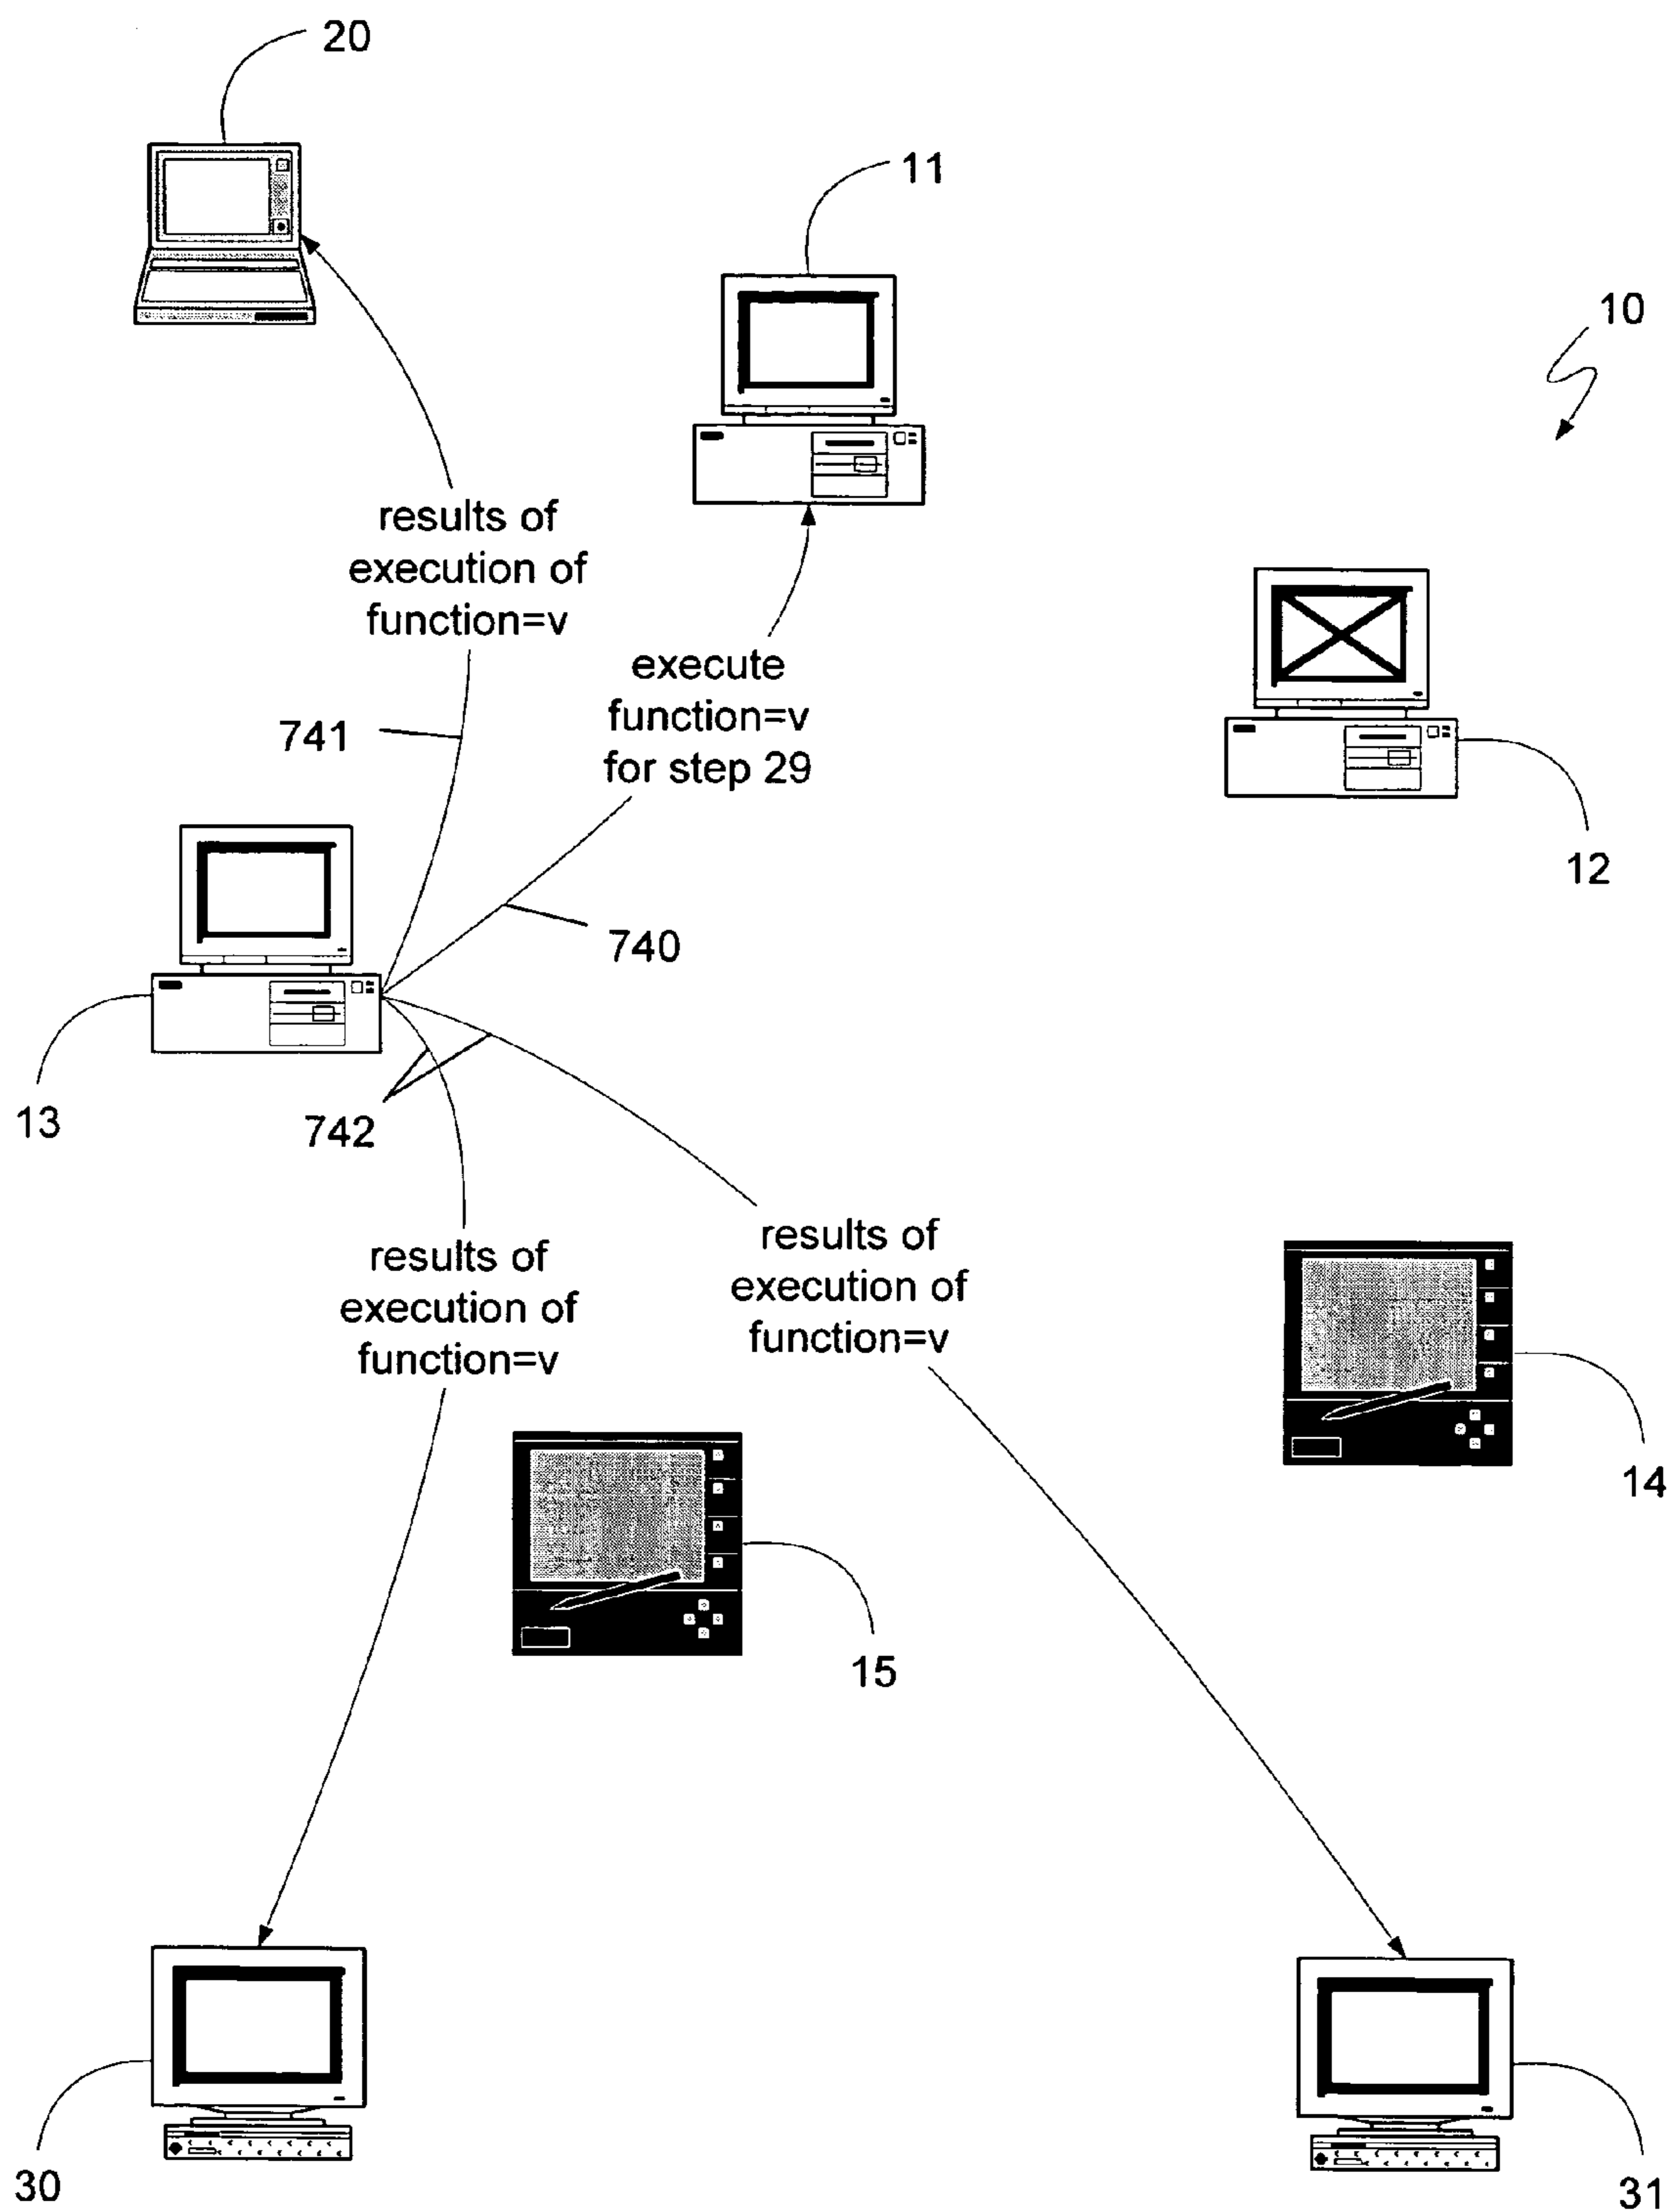 20
11
10
results of
execution of
function=v
execute
function=v
for step 29
741
12
740
13
742
results of
execution of
function=v
results of
execution of
function=v
14
15
30
31